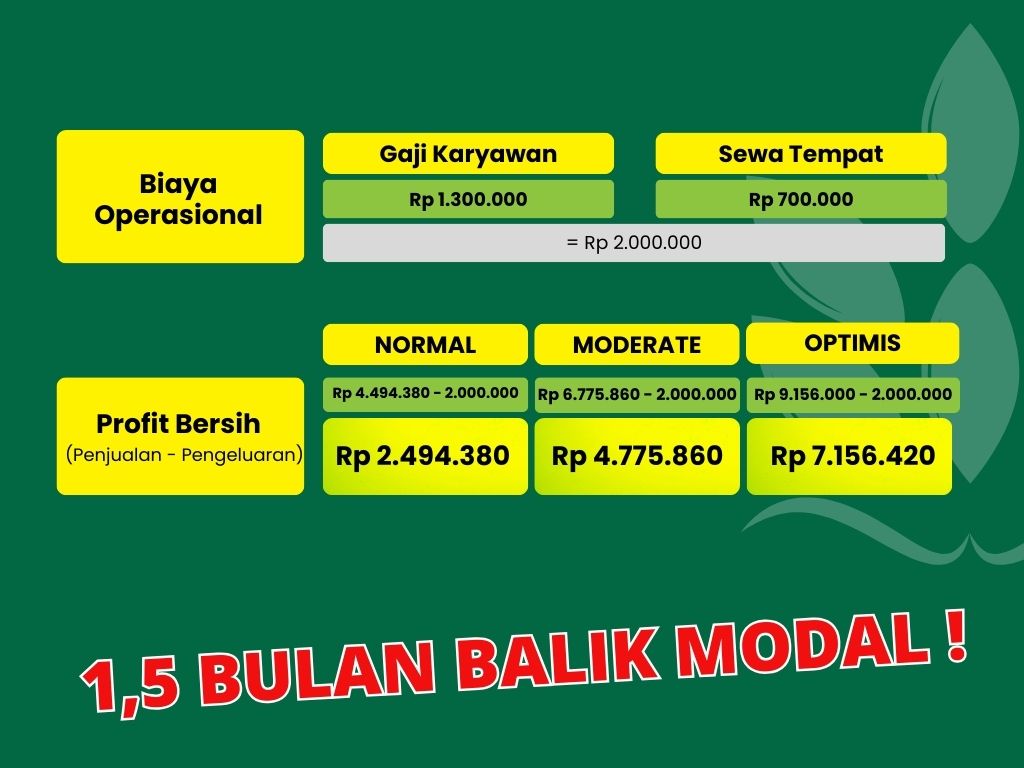 Biaya
Operasional
Gaji Karyawan
Sewa Tempat
Rp 1.300.000
Rp 700.000
= Rp 2.000.000
NORMAL
MODERATE
OPTIMIS
Profit Bersih
(Penjualan - Pengeluaran)
Rp 4.494.380 - 2.000.000
Rp 6.775.860 - 2.000.000
Rp 9.156.000 - 2.000.000
Rp 2.494.380
Rp 4.775.860
Rp 7.156.420
1,5 BULAN BALIK MODAL !